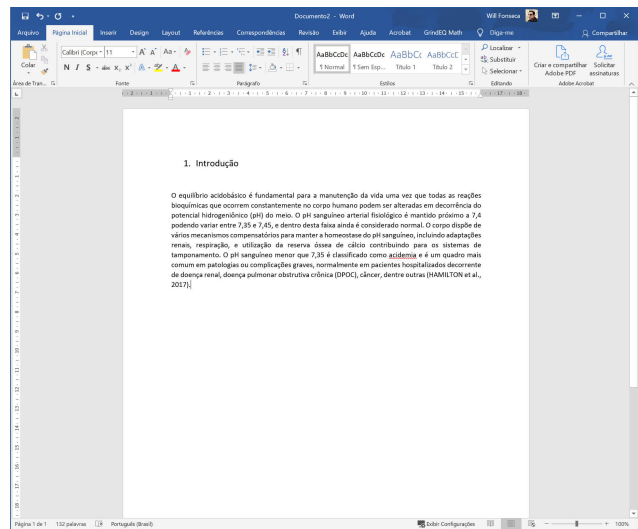 Documento2 - Word
Will Fonseca
Arquivo Página Inicial Inserir Design Layout Referências Correspondências Revisão Exibir Ajuda Acrobat GrindEQ Math Diga-me Compartilhar
Colar
Calibri (Corpo 11
N I S
AaBbCcDc AaBbCcDc AaBbCc AaBbCcC
¶ Normal ¶ Sem Esp... Título 1 Título 2
Localizar
Substituir
Selecionar
Criar e compartilhar Adobe PDF
Solicitar assinaturas
Área de Tran... Fonte Parágrafo Estilos Editando Adobe Acrobat
1. Introdução
O equilíbrio acidobásico é fundamental para a manutenção da vida uma vez que todas as reações
bioquímicas que ocorrem constantemente no corpo humano podem ser alteradas em decorrência do
potencial hidrogeniônico (pH) do meio. O pH sanguíneo arterial fisiológico é mantido próximo a 7,4
podendo variar entre 7,35 e 7,45, e dentro desta faixa ainda é considerado normal. O corpo dispõe de
vários mecanismos compensatórios para manter a homeostase do pH sanguíneo, incluindo adaptações
renais, respiração, e utilização da reserva óssea de cálcio contribuindo para os sistemas de
tamponamento. O pH sanguíneo menor que 7,35 é classificado como acidemia e é um quadro mais
comum em patologias ou complicações graves, normalmente em pacientes hospitalizados decorrente
de doença renal, doença pulmonar obstrutiva crônica (DPOC), câncer, dentre outras (HAMILTON et al.,
2017).
Página 1 de 1 132 palavras Português (Brasil) Exibir Configurações 100%